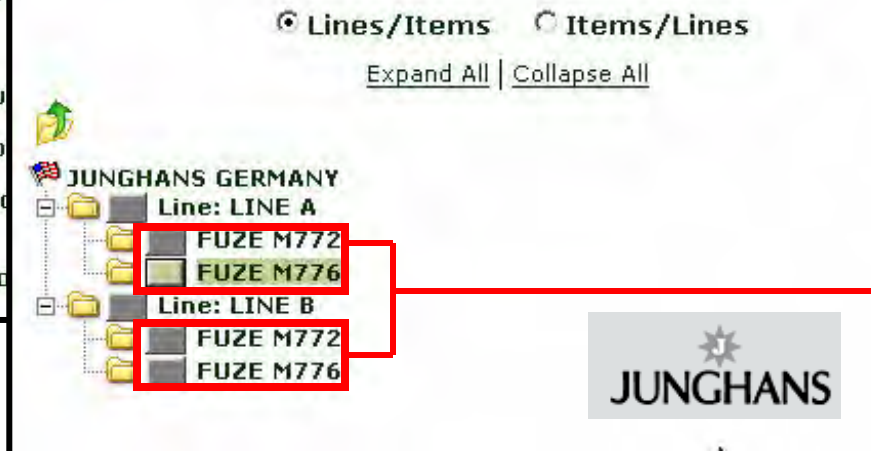 Lines/Items Items/Lines
Expand All | Collapse All
JUNGHANS GERMANY
Line: LINE A
FUZE M772
FUZE M776
Line: LINE B
FUZE M772
FUZE M776
J
JUNGHANS